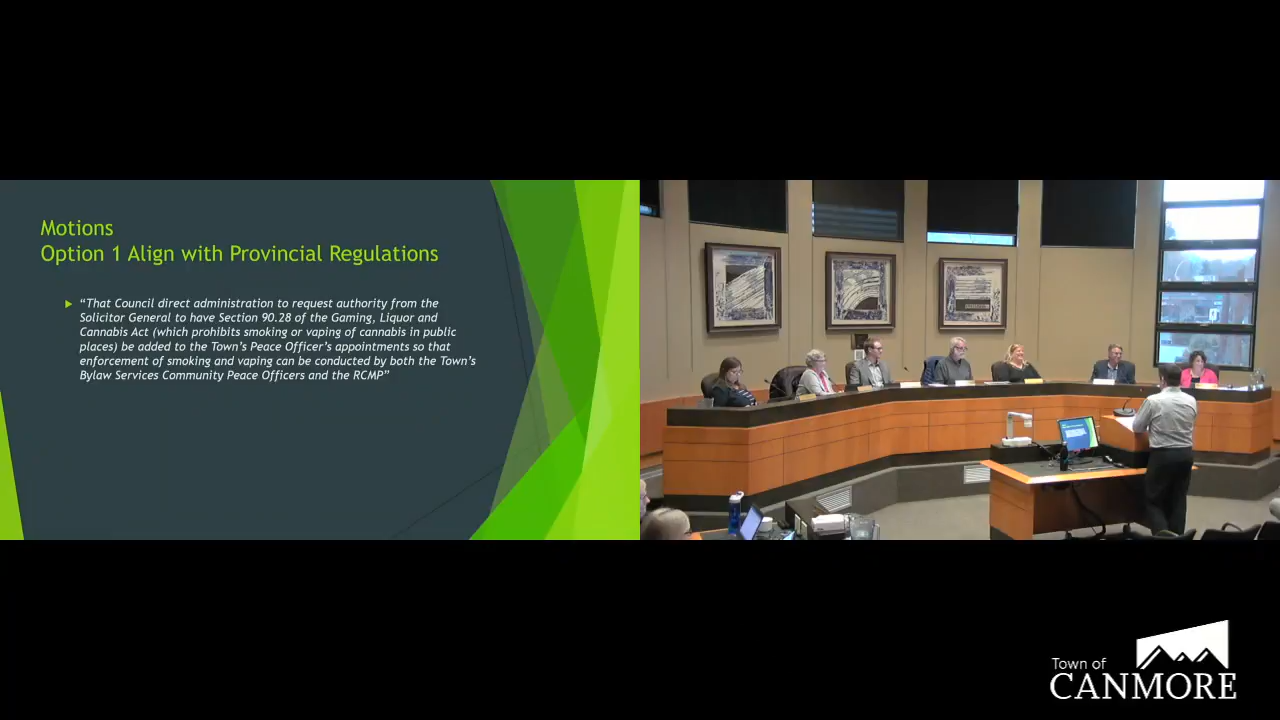 Motions
Option 1 Align with Provincial Regulations
“That Council direct administration to request authority from the
Solicitor General to have Section 90.28 of the Gaming, Liquor and
Cannabis Act (which prohibits smoking or vaping of cannabis in public
places) be added to the Town’s Peace Officer’s appointments so that
enforcement of smoking and vaping can be conducted by both the Town’s
Bylaw Services Community Peace Officers and the RCMP”
Town of
CANMORE